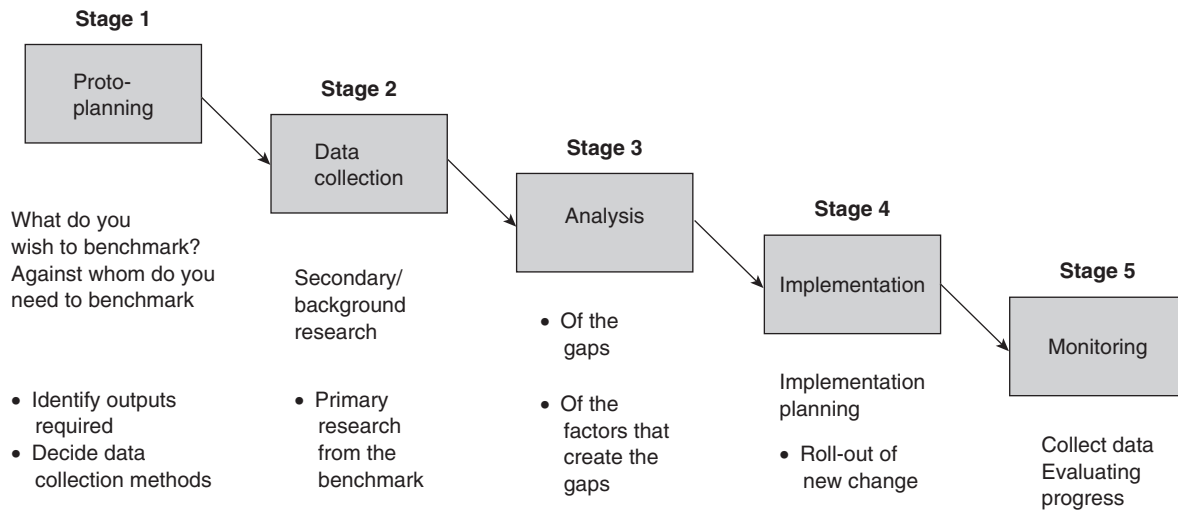 Stage 1
Proto-
planning
What do you
wish to benchmark?
Against whom do you
need to benchmark
• Identify outputs
required
• Decide data
collection methods
Stage 2
Data
collection
Secondary/
background
research
• Primary
research
from the
benchmark
Stage 3
Analysis
• Of the
gaps
• Of the
factors that
create the
gaps
Stage 4
Implementation
Implementation
planning
• Roll-out of
new change
Stage 5
Monitoring
Collect data
Evaluating
progress